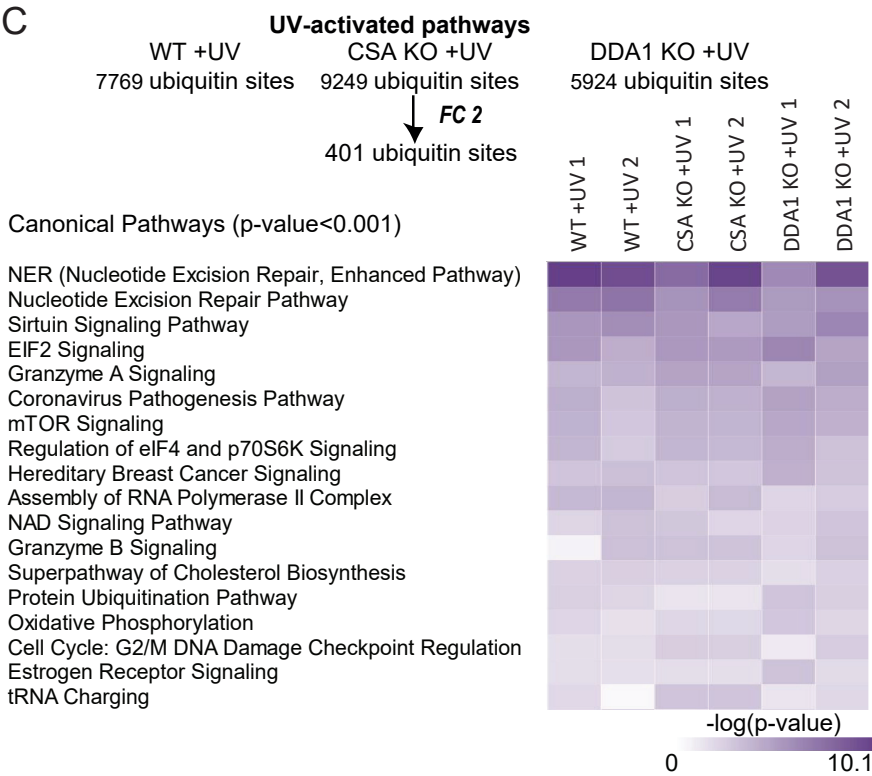 C
UV-activated pathways
WT +UV
CSA KO +UV
DDA1 KO +UV
7769 ubiquitin sites
9249 ubiquitin sites
5924 ubiquitin sites
FC 2
401 ubiquitin sites
WT +UV 1
WT +UV 2
CSA KO +UV 1
CSA KO +UV 2
DDA1 KO +UV 1
DDA1 KO +UV 2
Canonical Pathways (p-value<0.001)
NER (Nucleotide Excision Repair, Enhanced Pathway)
Nucleotide Excision Repair Pathway
Sirtuin Signaling Pathway
EIF2 Signaling
Granzyme A Signaling
Coronavirus Pathogenesis Pathway
mTOR Signaling
Regulation of eIF4 and p70S6K Signaling
Hereditary Breast Cancer Signaling
Assembly of RNA Polymerase II Complex
NAD Signaling Pathway
Granzyme B Signaling
Superpathway of Cholesterol Biosynthesis
Protein Ubiquitination Pathway
Oxidative Phosphorylation
Cell Cycle: G2/M DNA Damage Checkpoint Regulation
Estrogen Receptor Signaling
tRNA Charging
-log(p-value)
0
10.1